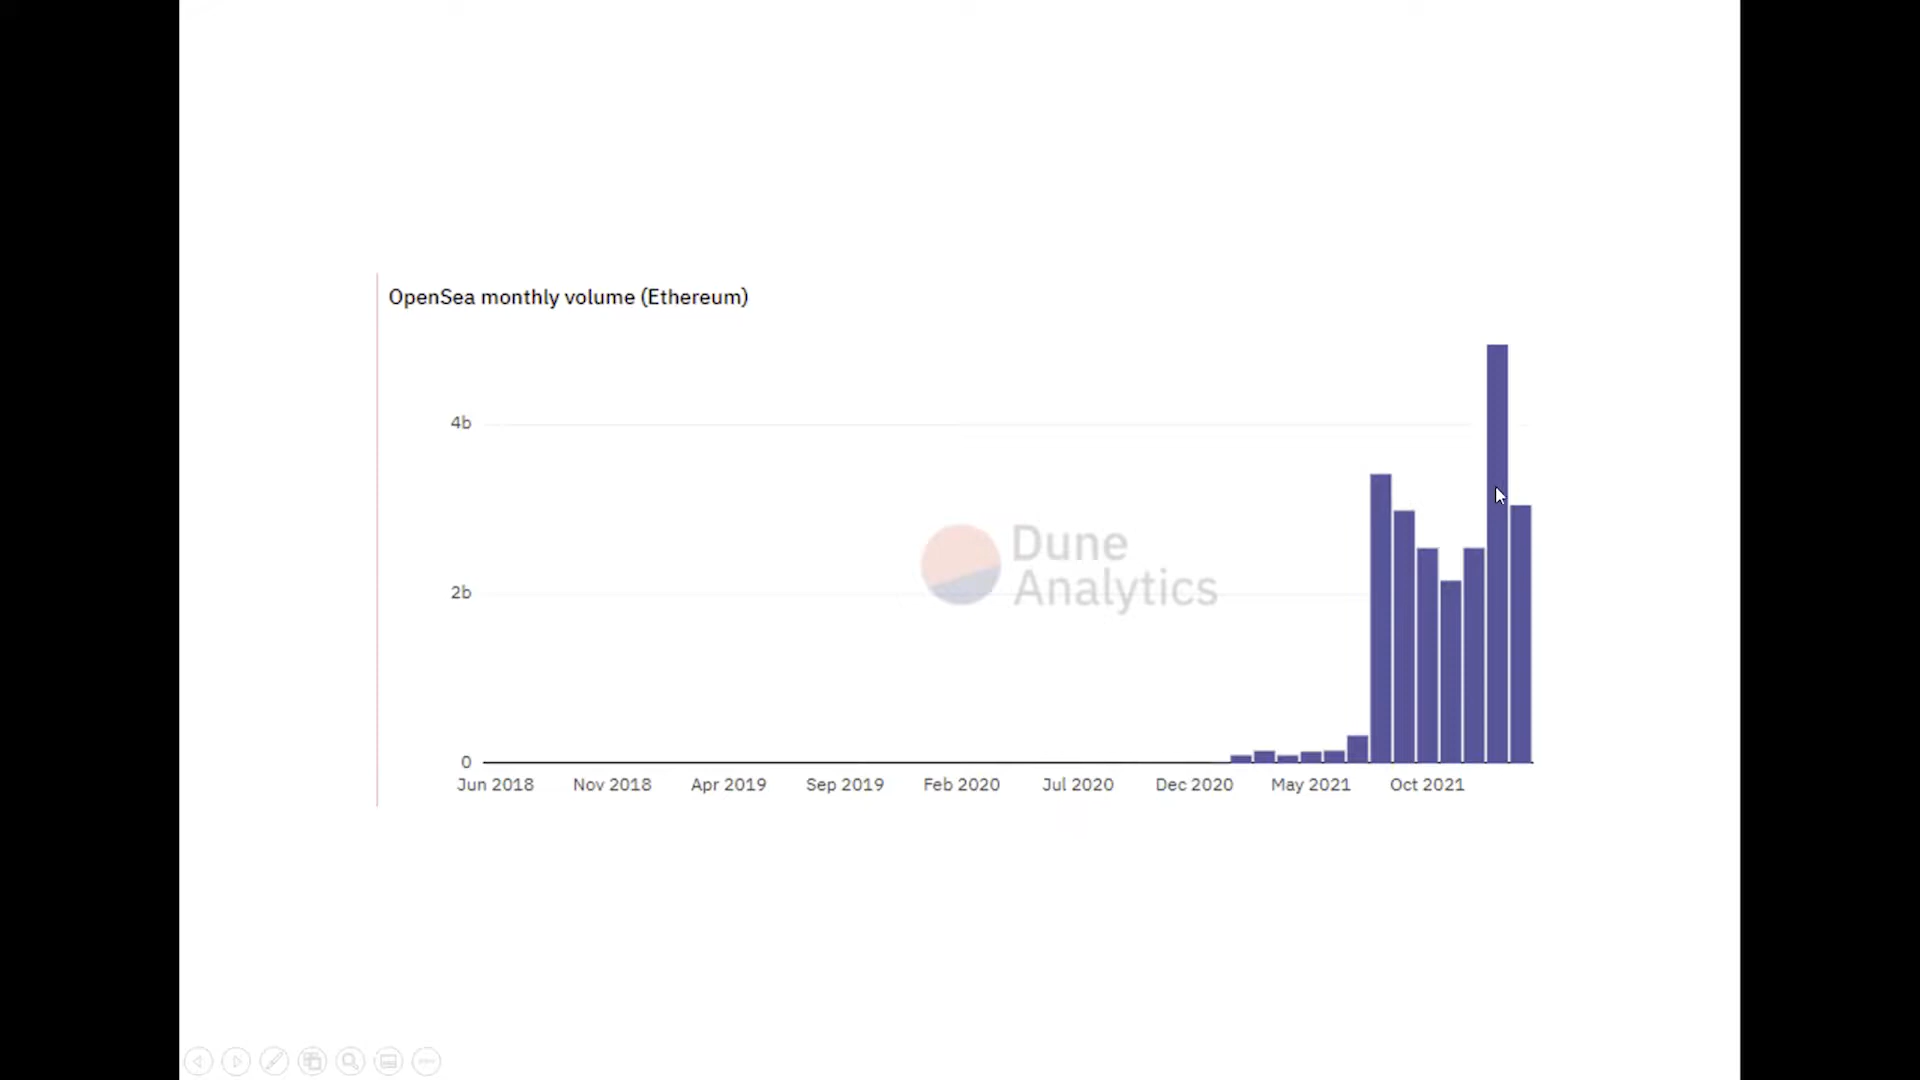 OpenSea monthly volume (Ethereum)
4b
2b
0
Dune
Analytics
Jun 2018 Nov 2018 Apr 2019 Sep 2019 Feb 2020 Jul 2020 Dec 2020 May 2021 Oct 2021